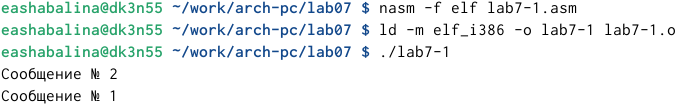 eashabalina@dk3n55 ~/work/arch-pc/lab07 $ nasm -f elf lab7-1.asm
eashabalina@dk3n55 ~/work/arch-pc/lab07 $ ld -m elf_i386 -o lab7-1 lab7-1.o
eashabalina@dk3n55 ~/work/arch-pc/lab07 $ ./lab7-1
Сообщение № 2
Сообщение № 1